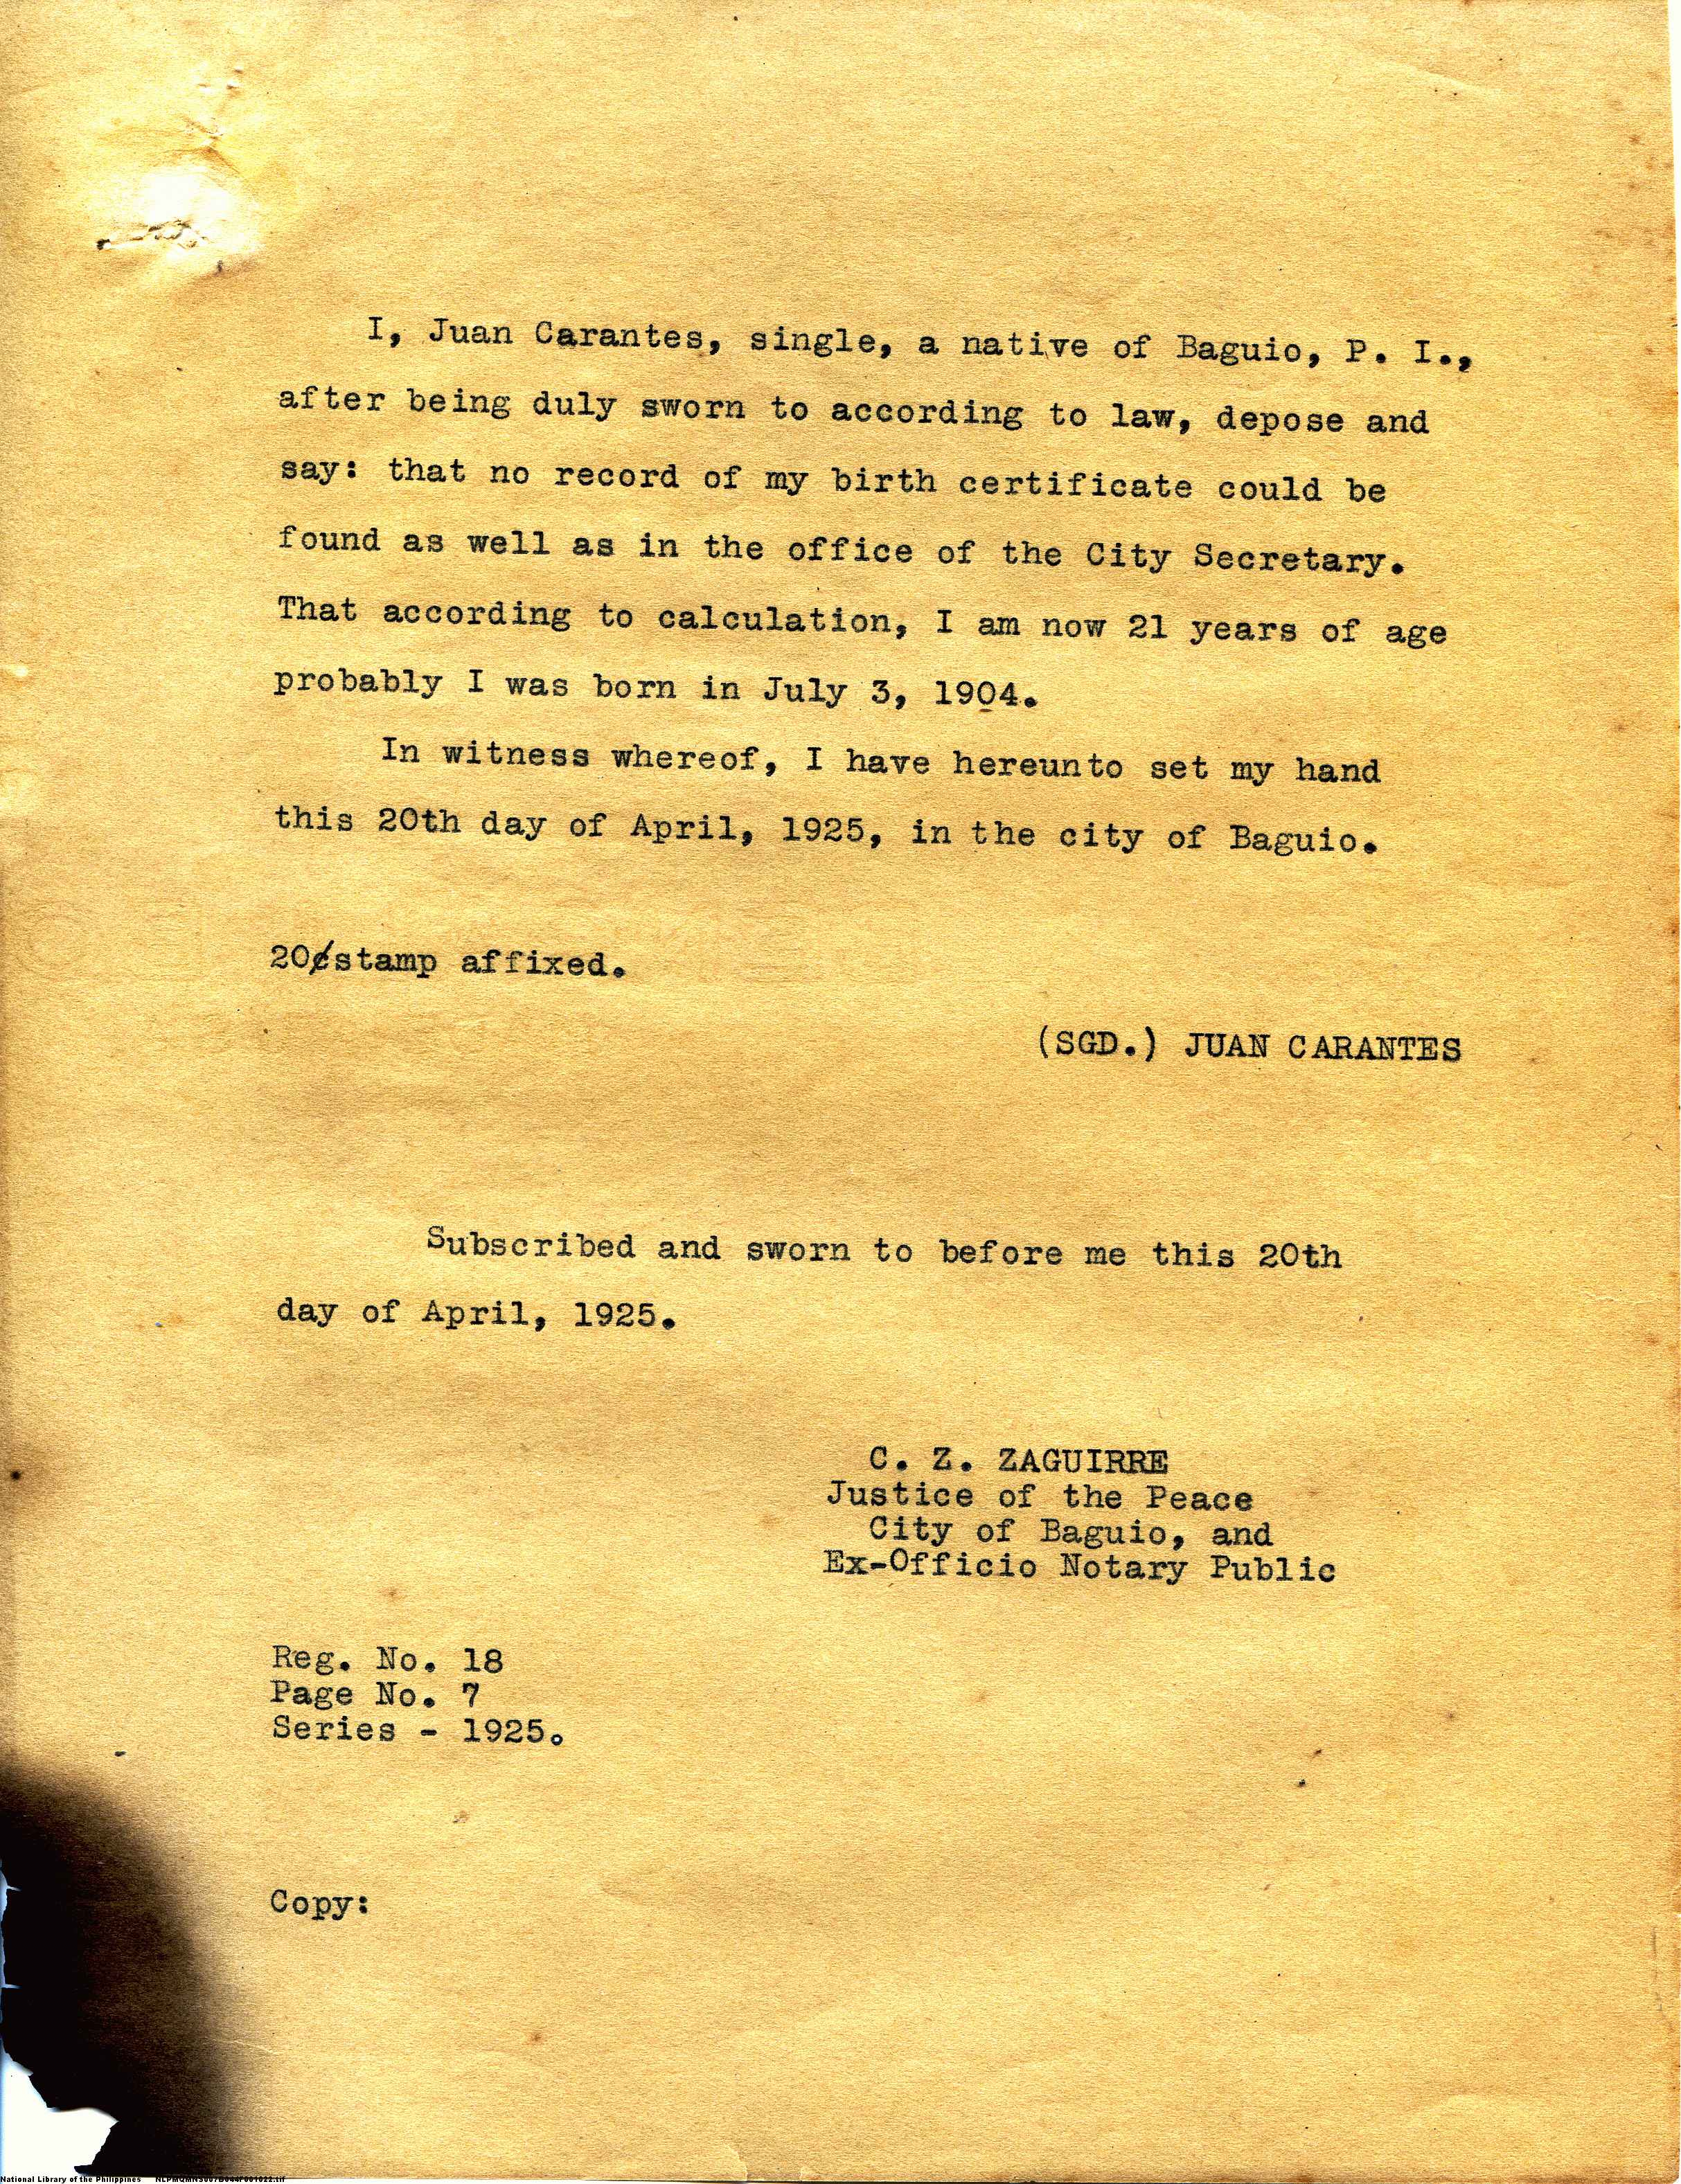 I, Juan Carantes, single, a native of Baguio, P. I.,
after being duly sworn to according to law, depose and
say: that no record of my birth certificate could be
found as well as in the office of the City Secretary.
That according to calculation, I am now 21 years of age
probably I was born in July 3, 1904.
In witness whereof, I have hereunto set my hand
this 20th day of April, 1925, in the city of Baguio.
20¢stamp affixed.
(SGD.) JUAN CARANTES
Subscribed and sworn to before me this 20th
day of April, 1925.
C. Z. ZAGUIRRE
Justice of the Peace
City of Baguio, and
Ex-Officio Notary Public
Reg. No. 18
Page No. 7
Series - 1925.
Copy:
National Library of the Philippines